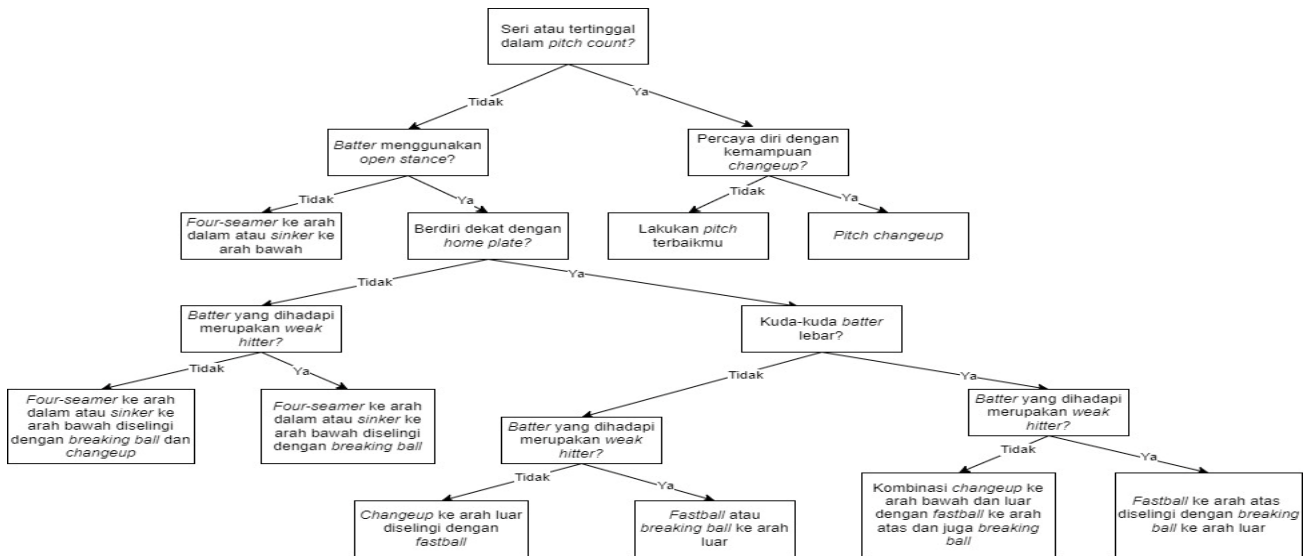 Seri atau tertinggal
dalam pitch count?
Tidak
Ya
Batter menggunakan
open stance?
Percaya diri dengan
kemampuan
changeup?
Tidak
Ya
Tidak
Ya
Four-seamer ke arah
dalam atau sinker ke
arah bawah
Berdiri dekat dengan
home plate?
Lakukan pitch
terbaikmu
Pitch changeup
Tidak
Ya
Batter yang dihadapi
merupakan weak
hitter?
Kuda-kuda batter
lebar?
Tidak
Ya
Tidak
Ya
Four-seamer ke arah
dalam atau sinker ke
arah bawah diselingi
dengan breaking ball dan
changeup
Four-seamer ke arah
dalam atau sinker ke
arah bawah diselingi
dengan breaking ball
Batter yang dihadapi
merupakan weak
hitter?
Batter yang dihadapi
merupakan weak
hitter?
Tidak
Ya
Tidak
Ya
Changeup ke arah luar
diselingi dengan
fastball
Fastball atau
breaking ball ke arah
luar
Kombinasi changeup ke
arah bawah dan luar
dengan fastball ke arah
atas dan juga breaking
ball
Fastball ke arah atas
diselingi dengan breaking
ball ke arah luar